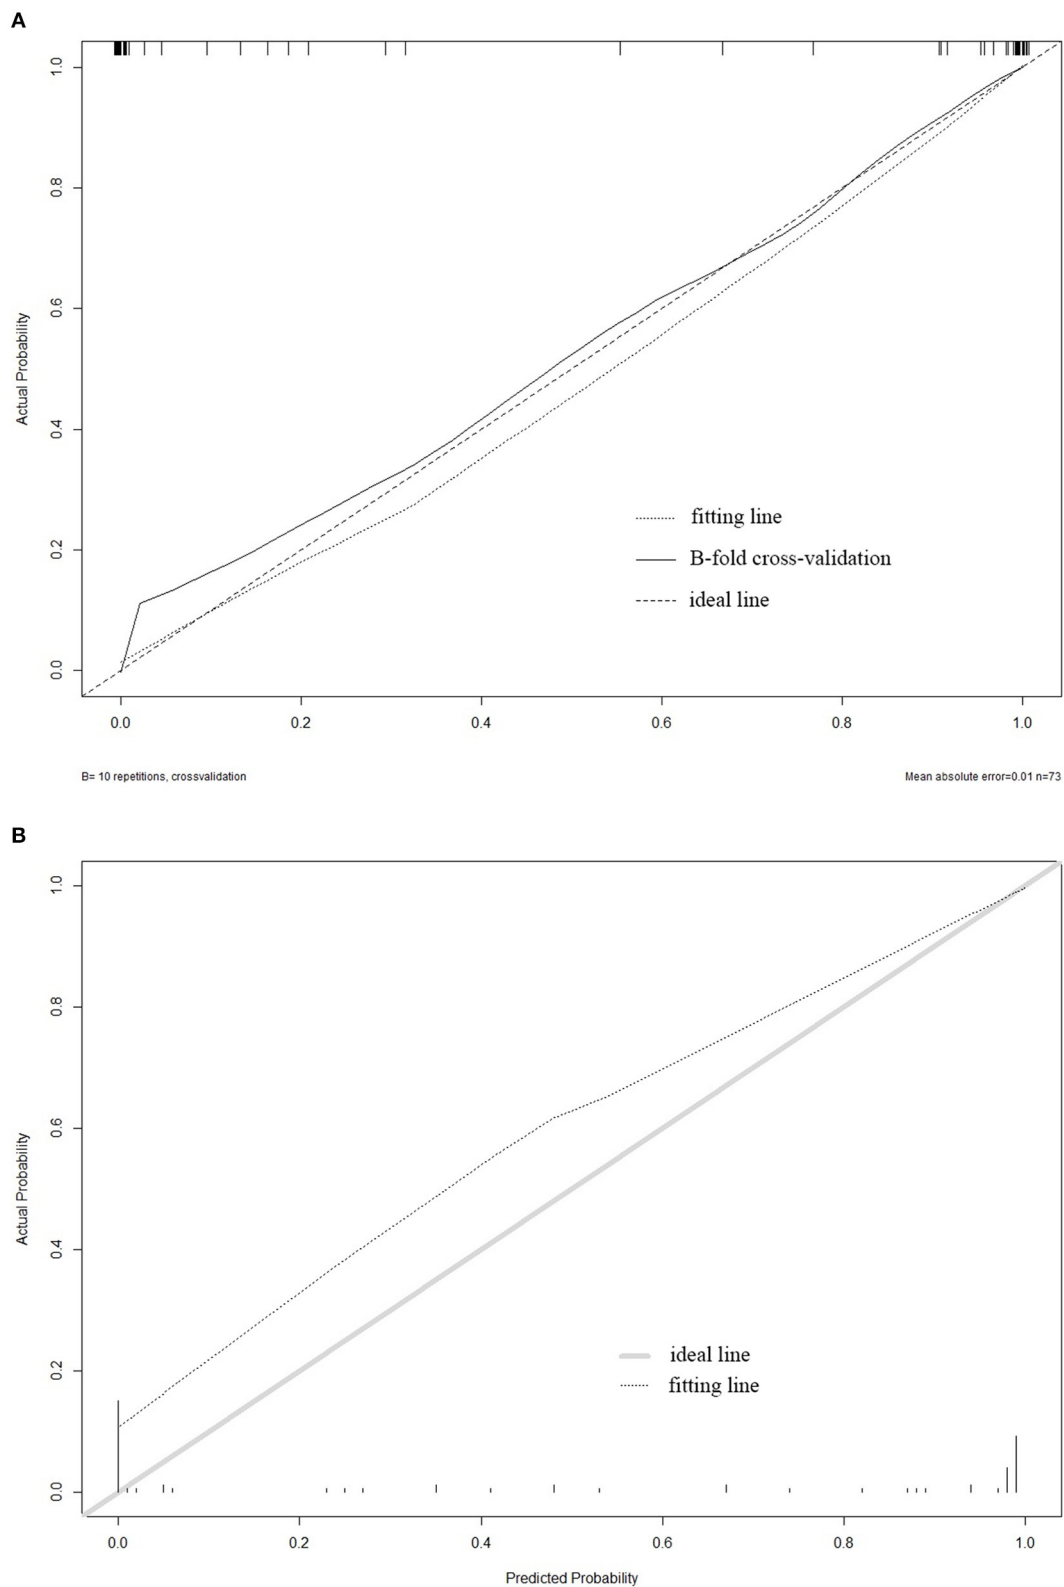 A
1.0
0.8
0.6
0.4
0.2
0.0
Actual Probability
fitting line
B-fold cross-validation
ideal line
0.0 0.2 0.4 0.6 0.8 1.0
B= 10 repetitions, crossvalidation
Mean absolute error=0.01 n=73
B
1.0
0.8
0.6
0.4
0.2
0.0
Actual Probability
ideal line
fitting line
0.0 0.2 0.4 0.6 0.8 1.0
Predicted Probability